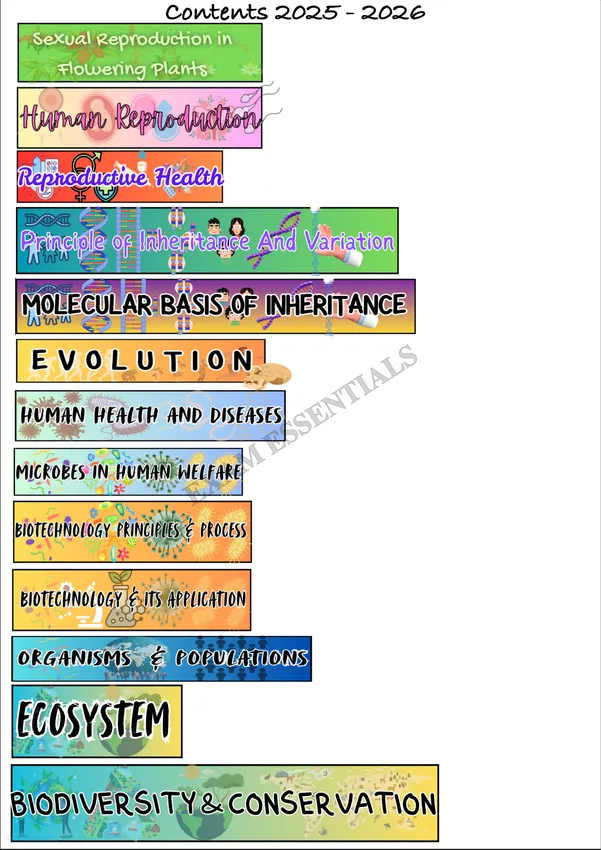 Contents 2025 - 2026
Sexual Reproduction in
Flowering Plants
Human Reproduction
Reproductive Health
Principle of Inheritance And Variation
MOLECULAR BASIS OF INHERITANCE
EVOLUTION
HUMAN HEALTH AND DISEASES
EXAM ESSENTIALS
MICROBES IN HUMAN WELFARE
BIOTECHNOLOGY PRINCIPLES & PROCESS
BIOTECHNOLOGY & ITS APPLICATION
ORGANISMS & POPULATIONS
ECOSYSTEM
BIODIVERSITY & CONSERVATION